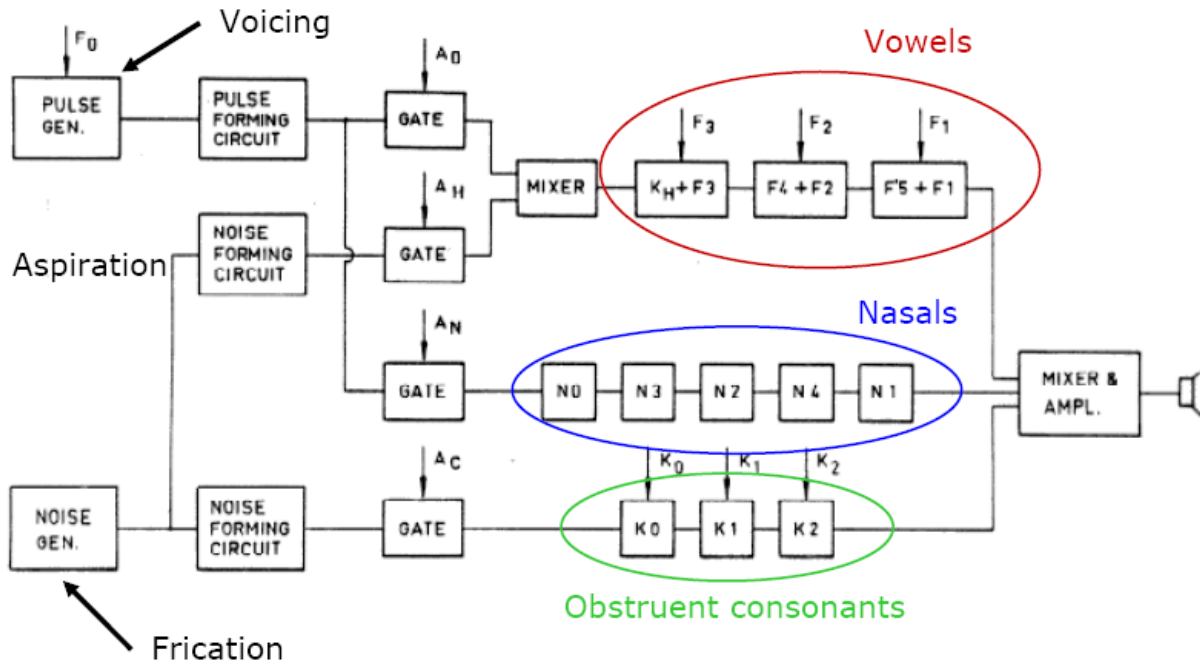 Voicing
F0
A0
Vowels
PULSE
GEN.
PULSE
FORMING
CIRCUIT
GATE
F3
F2
F1
MIXER
KH+F3
F4+F2
F'5+F1
AH
NOISE
FORMING
CIRCUIT
GATE
Aspiration
Nasals
AN
GATE
N0
N3
N2
N4
N1
MIXER &
AMPL.
AC
K0
K1
K2
NOISE
GEN.
NOISE
FORMING
CIRCUIT
GATE
K0
K1
K2
Obstruent consonants
Frication